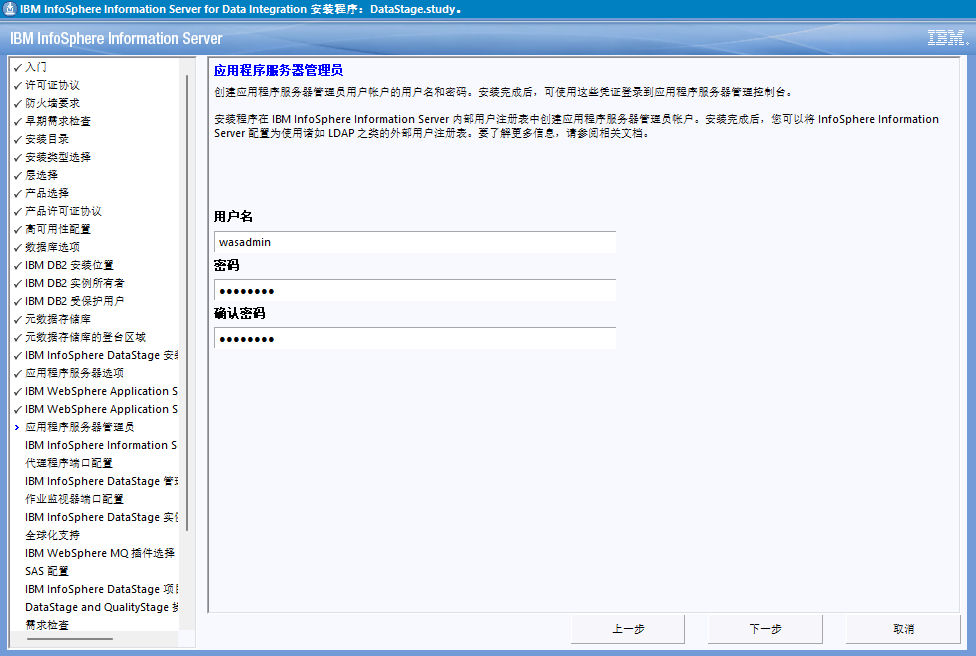 IBM InfoSphere Information Server for Data Integration 安装程序：DataStage.study。
IBM InfoSphere Information Server
IBM
入门
许可证协议
防火墙要求
早期需求检查
安装目录
安装类型选择
层选择
产品选择
产品许可证协议
高可用性配置
数据库选项
IBM DB2 安装位置
IBM DB2 实例所有者
IBM DB2 受保护用户
元数据存储库
元数据存储库的登台区域
IBM InfoSphere DataStage 安装
应用程序服务器选项
IBM WebSphere Application S
IBM WebSphere Application S
应用程序服务器管理员
IBM InfoSphere Information S
代理程序端口配置
IBM InfoSphere DataStage 管理
作业监视器端口配置
IBM InfoSphere DataStage 实例
全球化支持
IBM WebSphere MQ 插件选择
SAS 配置
IBM InfoSphere DataStage 项目
DataStage and QualityStage
需求检查
应用程序服务器管理员
创建应用程序服务器管理员用户帐户的用户名和密码。安装完成后，可使用这些凭证登录到应用程序服务器管理控制台。
安装程序在 IBM InfoSphere Information Server 内部用户注册表中创建应用程序服务器管理员帐户。安装完成后，您可以将 InfoSphere Information
Server 配置为使用诸如 LDAP 之类的外部用户注册表。要了解更多信息，请参阅相关文档。
用户名
wasadmin
密码
●●●●●●●●
确认密码
●●●●●●●●
上一步
下一步
取消